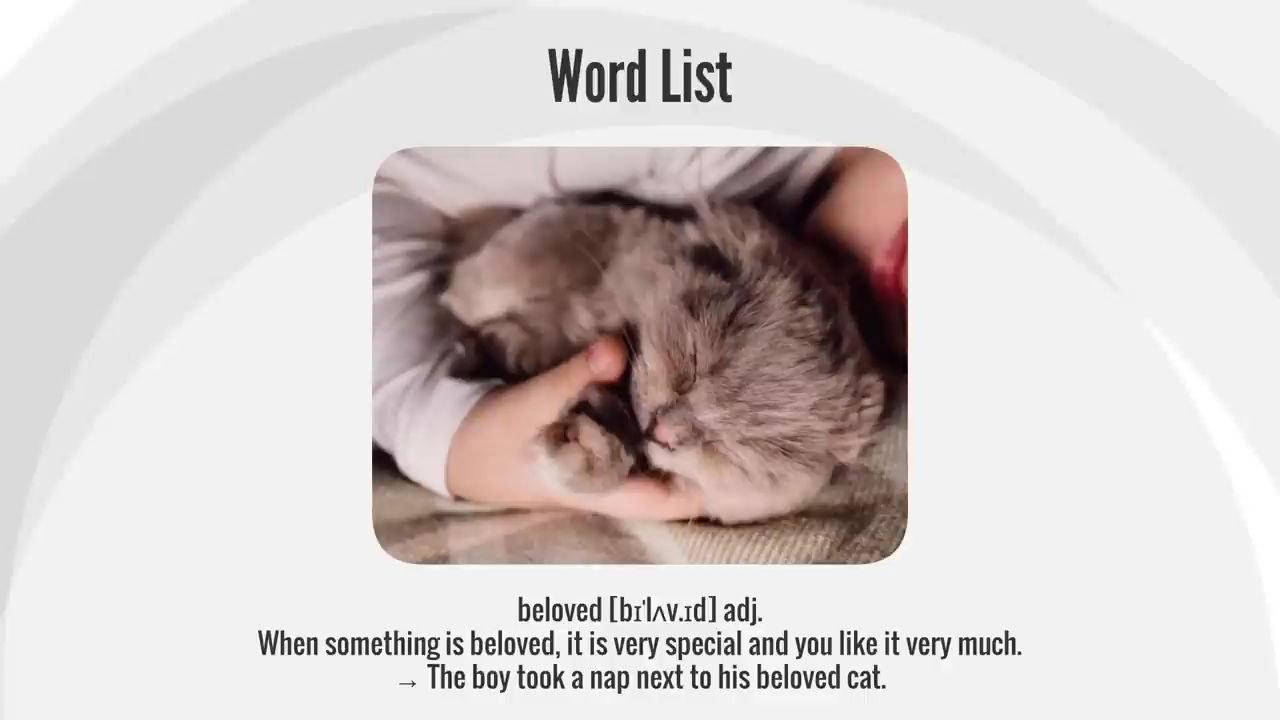 Word List
beloved [bɪˈlʌv.ɪd] adj.
When something is beloved, it is very special and you like it very much.
→ The boy took a nap next to his beloved cat.